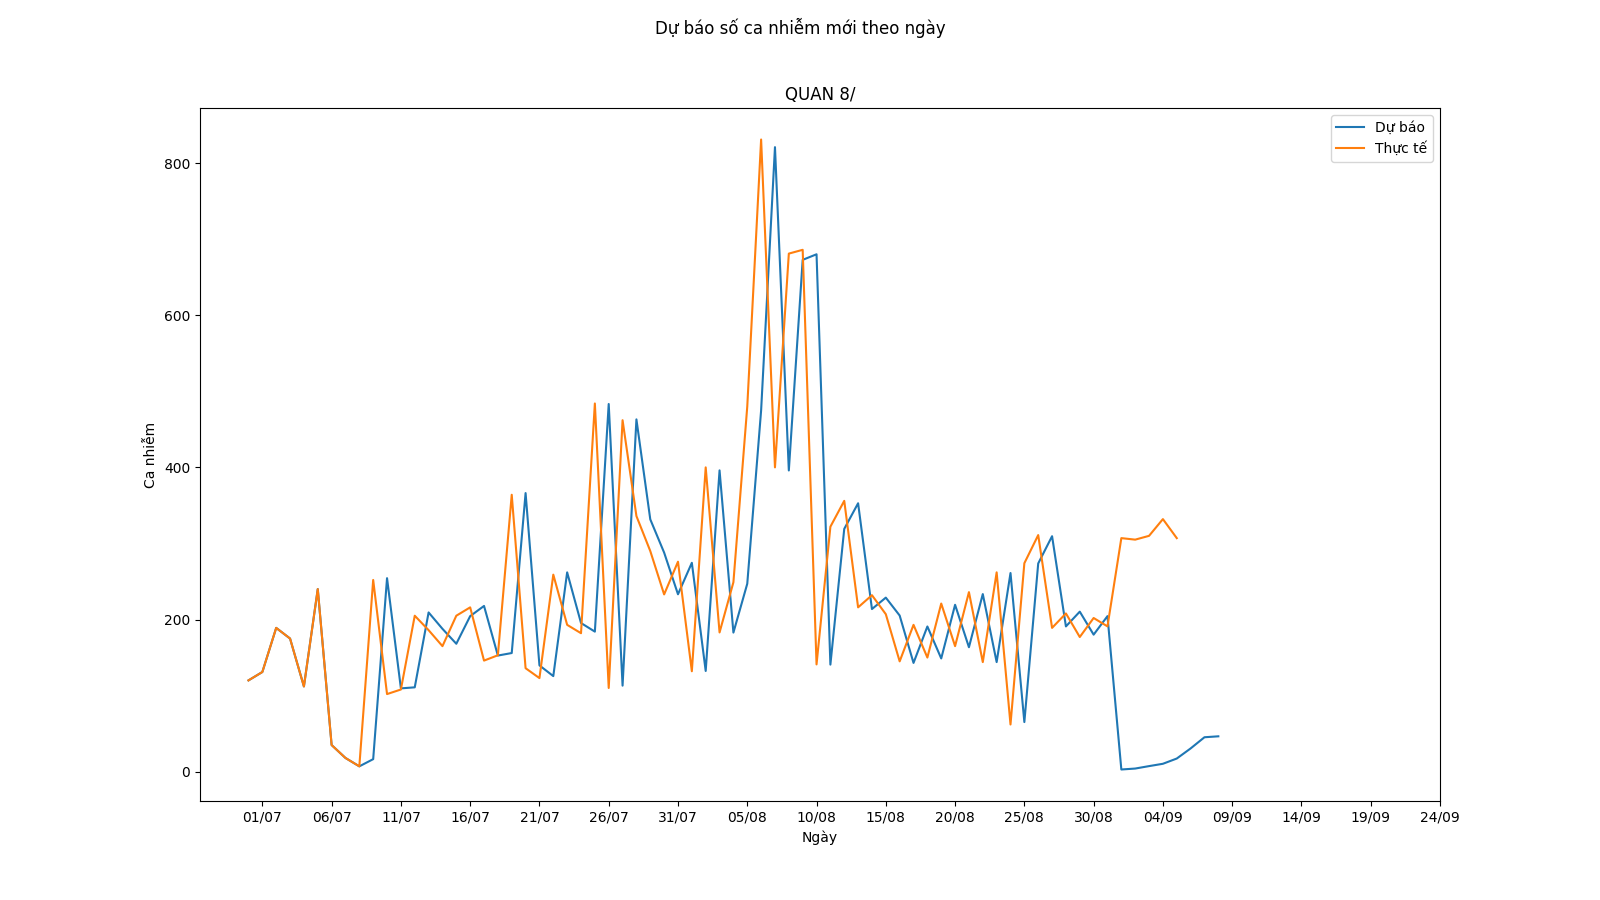 Dự báo số ca nhiễm mới theo ngày
QUAN 8/
Dự báo
Thực tế
800
600
400
200
0
Ca nhiễm
01/07 06/07 11/07 16/07 21/07 26/07 31/07 05/08 10/08 15/08 20/08 25/08 30/08 04/09 09/09 14/09 19/09 24/09
Ngày